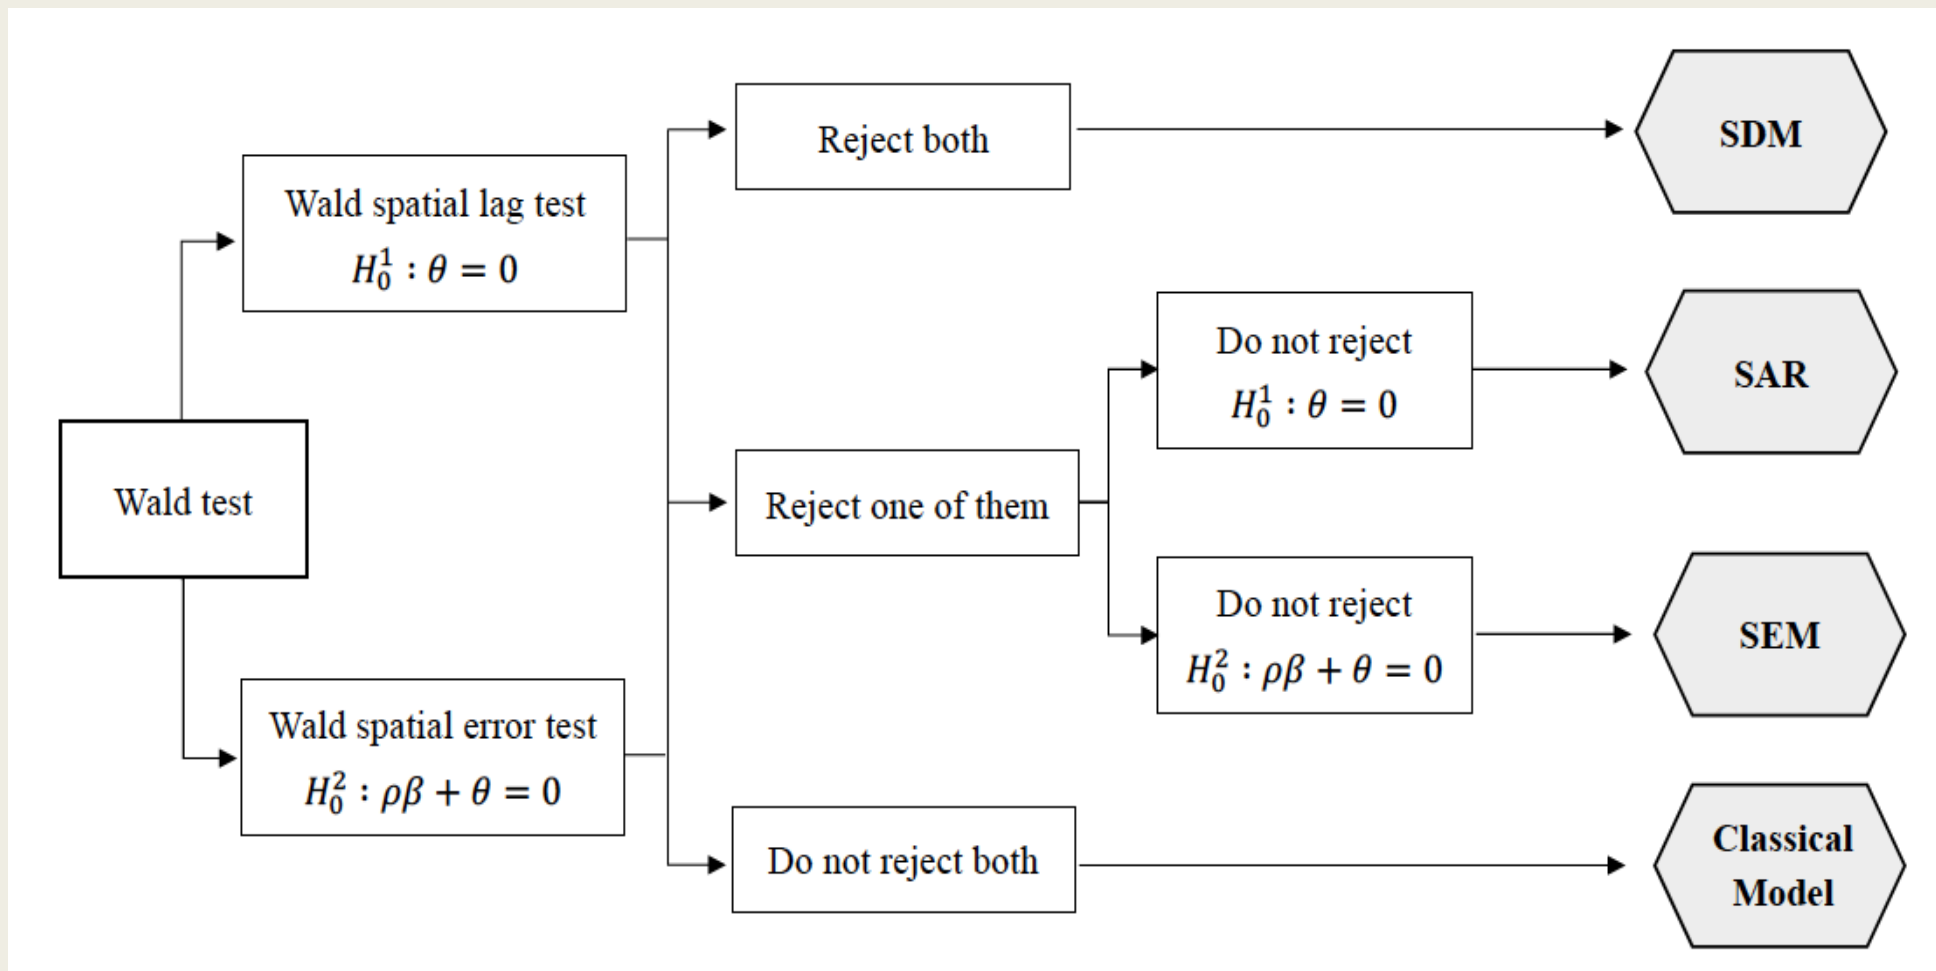 Wald test
Wald spatial lag test
H₀¹ : θ = 0
Wald spatial error test
H₀² : ρβ + θ = 0
Reject both
Reject one of them
Do not reject both
Do not reject
H₀¹ : θ = 0
Do not reject
H₀² : ρβ + θ = 0
SDM
SAR
SEM
Classical
Model